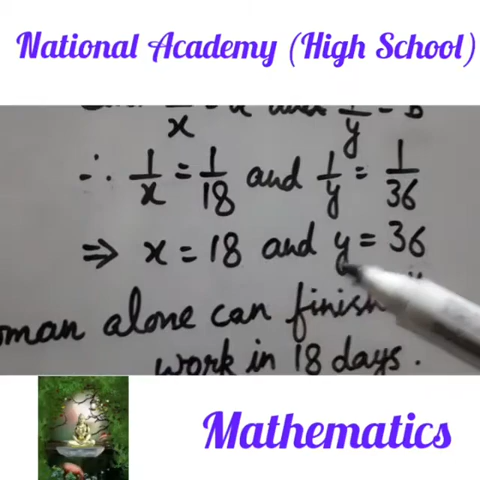 National Academy (High School)
x y
∴ 1/x = 1/18 and 1/y = 1/36
⇒ x = 18 and y = 36
woman alone can finish
work in 18 days.
Mathematics